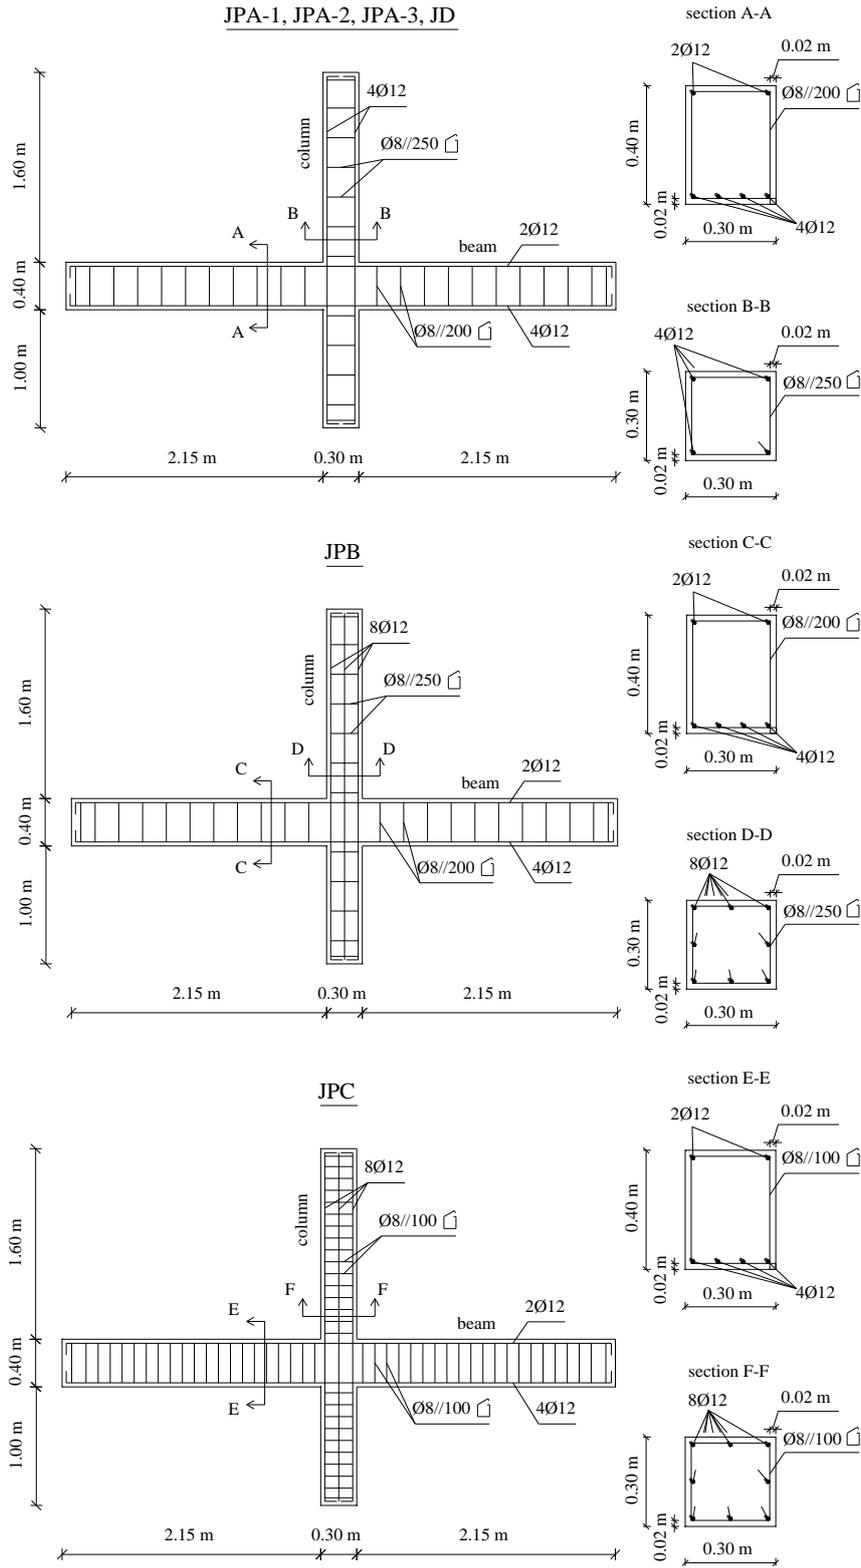 JPA-1, JPA-2, JPA-3, JD
4Ø12
column
Ø8//250
B B
A
beam
2Ø12
A
Ø8//200
4Ø12
1.60 m
0.40 m
1.00 m
2.15 m 0.30 m 2.15 m
section A-A
2Ø12
0.02 m
Ø8//200
0.40 m
0.02 m
4Ø12
0.30 m
section B-B
4Ø12
0.02 m
Ø8//250
0.30 m
0.02 m
0.30 m
JPB
8Ø12
column
Ø8//250
D D
C
beam
2Ø12
C
Ø8//200
4Ø12
1.60 m
0.40 m
1.00 m
2.15 m 0.30 m 2.15 m
section C-C
2Ø12
0.02 m
Ø8//200
0.40 m
0.02 m
4Ø12
0.30 m
section D-D
8Ø12
0.02 m
Ø8//250
0.30 m
0.02 m
0.30 m
JPC
8Ø12
column
Ø8//100
F F
E
beam
2Ø12
E
Ø8//100
4Ø12
1.60 m
0.40 m
1.00 m
2.15 m 0.30 m 2.15 m
section E-E
2Ø12
0.02 m
Ø8//100
0.40 m
0.02 m
4Ø12
0.30 m
section F-F
8Ø12
0.02 m
Ø8//100
0.30 m
0.02 m
0.30 m